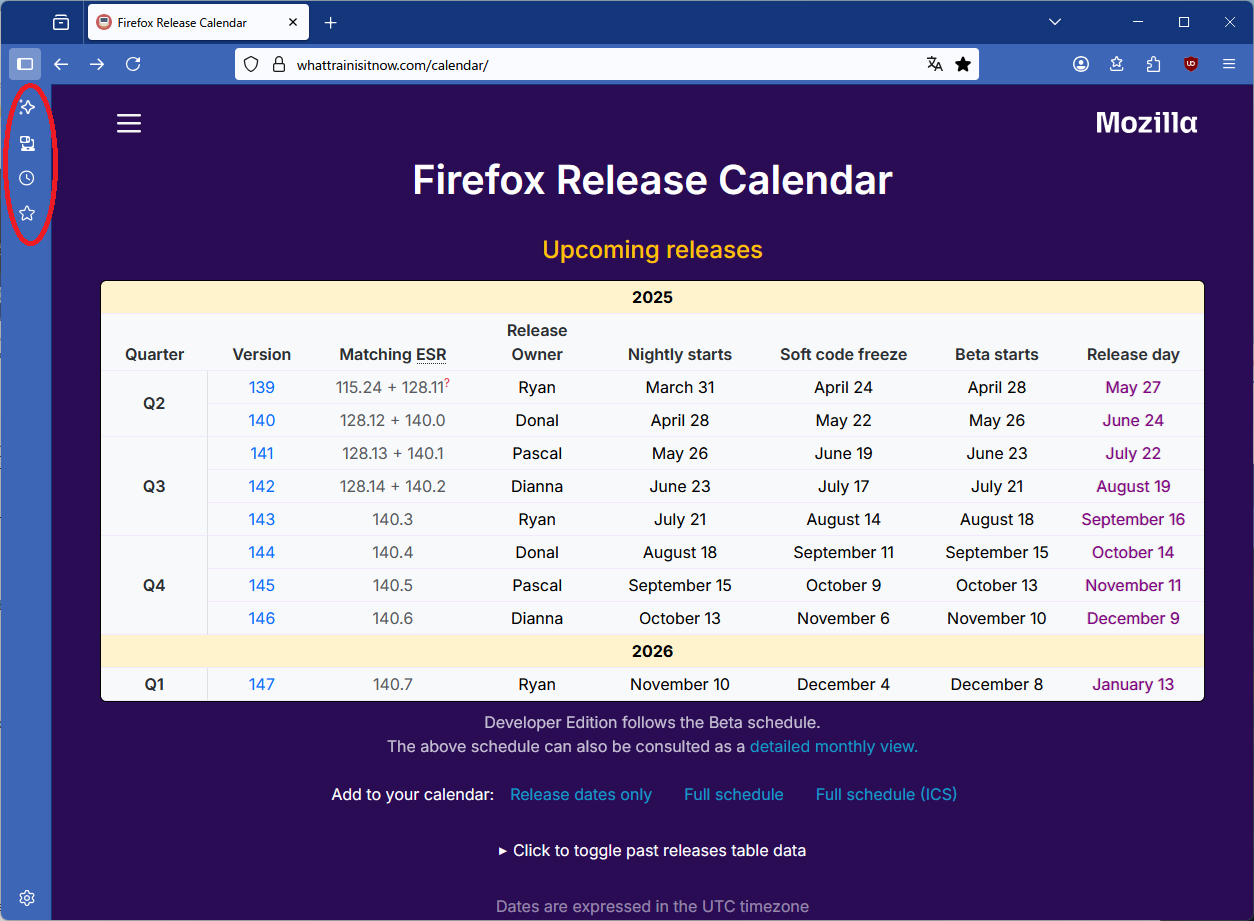 Firefox Release Calendar
whattrainisitnow.com/calendar/
Mozilla
Firefox Release Calendar
Upcoming releases
2025
Quarter Version Matching ESR Release Owner Nightly starts Soft code freeze Beta starts Release day
Q2 139 115.24 + 128.11? Ryan March 31 April 24 April 28 May 27
140 128.12 + 140.0 Donal April 28 May 22 May 26 June 24
Q3 141 128.13 + 140.1 Pascal May 26 June 19 June 23 July 22
142 128.14 + 140.2 Dianna June 23 July 17 July 21 August 19
143 140.3 Ryan July 21 August 14 August 18 September 16
Q4 144 140.4 Donal August 18 September 11 September 15 October 14
145 140.5 Pascal September 15 October 9 October 13 November 11
146 140.6 Dianna October 13 November 6 November 10 December 9
2026
Q1 147 140.7 Ryan November 10 December 4 December 8 January 13
Developer Edition follows the Beta schedule.
The above schedule can also be consulted as a detailed monthly view.
Add to your calendar: Release dates only Full schedule Full schedule (ICS)
▸ Click to toggle past releases table data
Dates are expressed in the UTC timezone